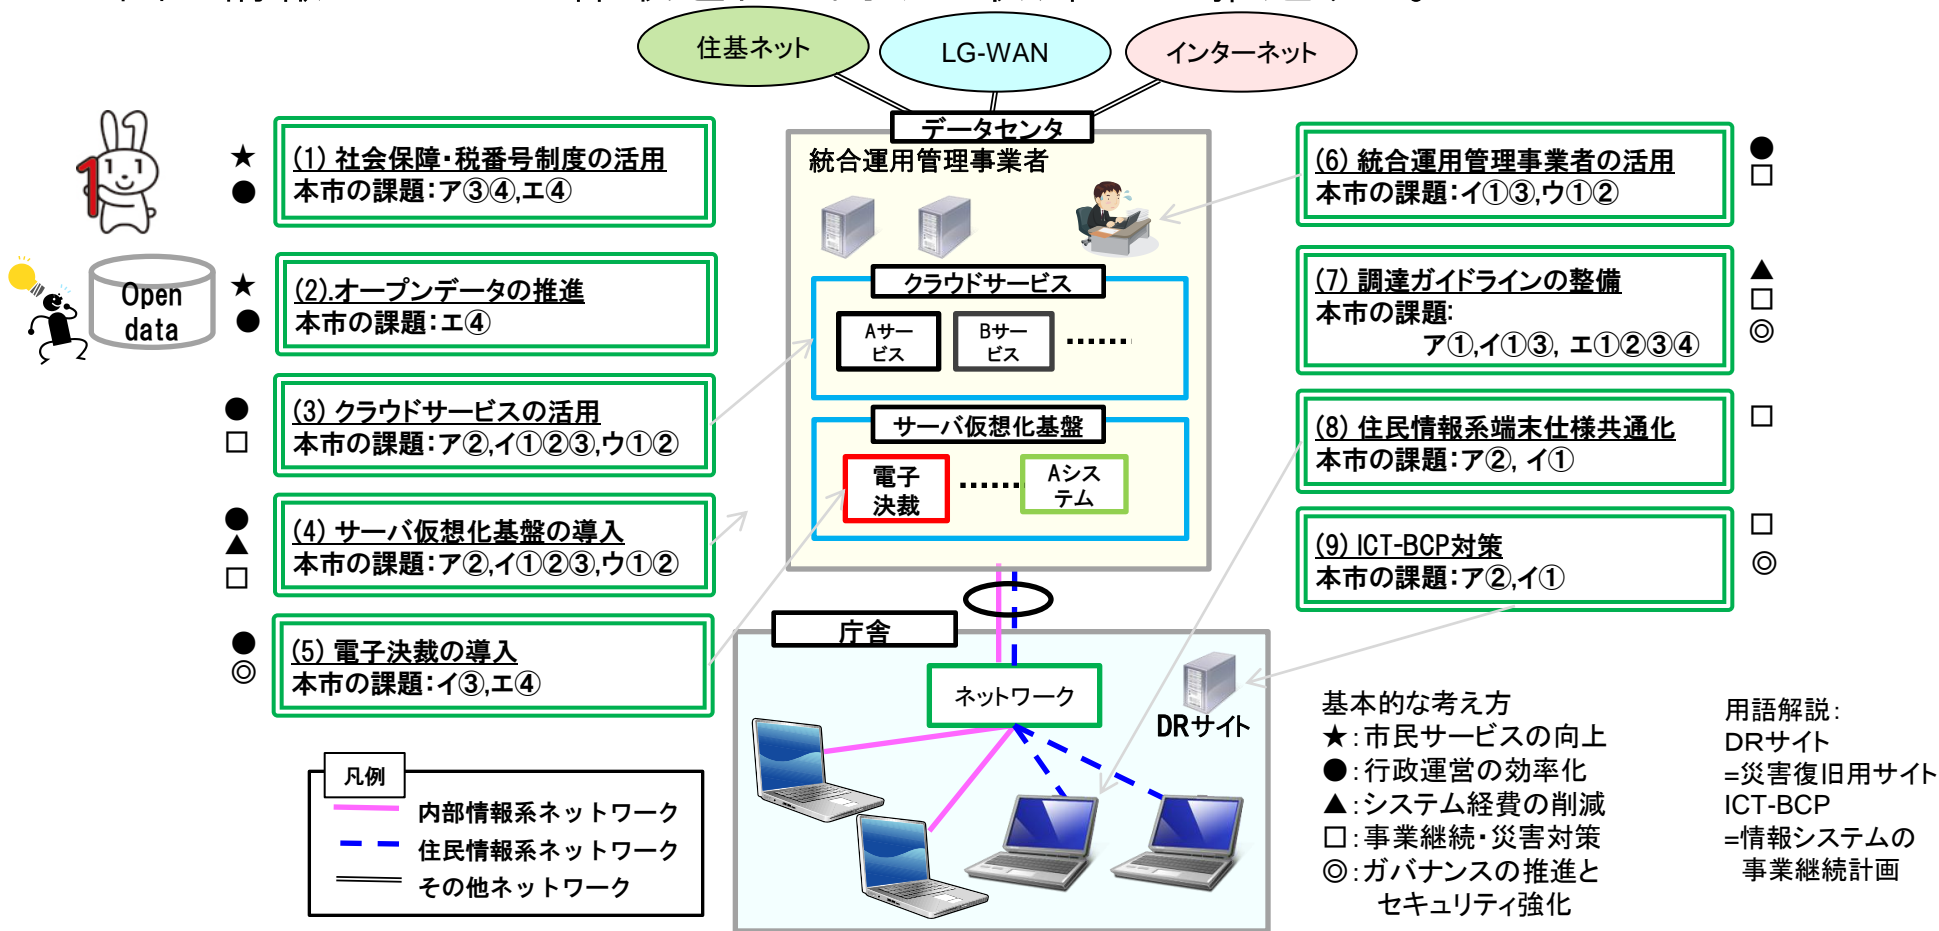 住基ネット
LG-WAN
インターネット
データセンタ
統合運用管理事業者
クラウドサービス
Aサー
ビス
Bサー
ビス
サーバ仮想化基盤
電子
決裁
Aシス
テム
(1) 社会保障・税番号制度の活用
本市の課題：ア③④,エ④
Open
data
(2).オープンデータの推進
本市の課題：エ④
(3) クラウドサービスの活用
本市の課題：ア②,イ①②③,ウ①②
(4) サーバ仮想化基盤の導入
本市の課題：ア②,イ①②③,ウ①②
(5) 電子決裁の導入
本市の課題：イ③,エ④
(6) 統合運用管理事業者の活用
本市の課題：イ①③,ウ①②
(7) 調達ガイドラインの整備
本市の課題:
ア①,イ①③, エ①②③④
(8) 住民情報系端末仕様共通化
本市の課題：ア②, イ①
(9) ICT-BCP対策
本市の課題：ア②,イ①
庁舎
ネットワーク
DRサイト
凡例
内部情報系ネットワーク
住民情報系ネットワーク
その他ネットワーク
基本的な考え方
★：市民サービスの向上
●：行政運営の効率化
▲：システム経費の削減
□：事業継続・災害対策
◎：ガバナンスの推進と
セキュリティ強化
用語解説：
DRサイト
=災害復旧用サイト
ICT-BCP
=情報システムの
事業継続計画